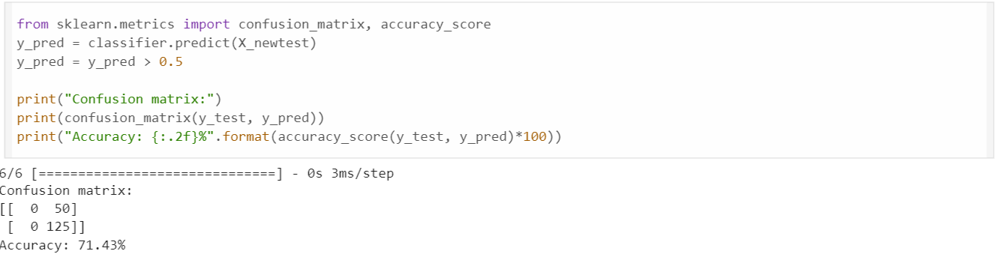 from sklearn.metrics import confusion_matrix, accuracy_score
y_pred = classifier.predict(X_newtest)
y_pred = y_pred > 0.5
print("Confusion matrix:")
print(confusion_matrix(y_test, y_pred))
print("Accuracy: {:.2f}%".format(accuracy_score(y_test, y_pred)*100))
6/6 [==============================] - 0s 3ms/step
Confusion matrix:
[[  0  50]
 [  0 125]]
Accuracy: 71.43%